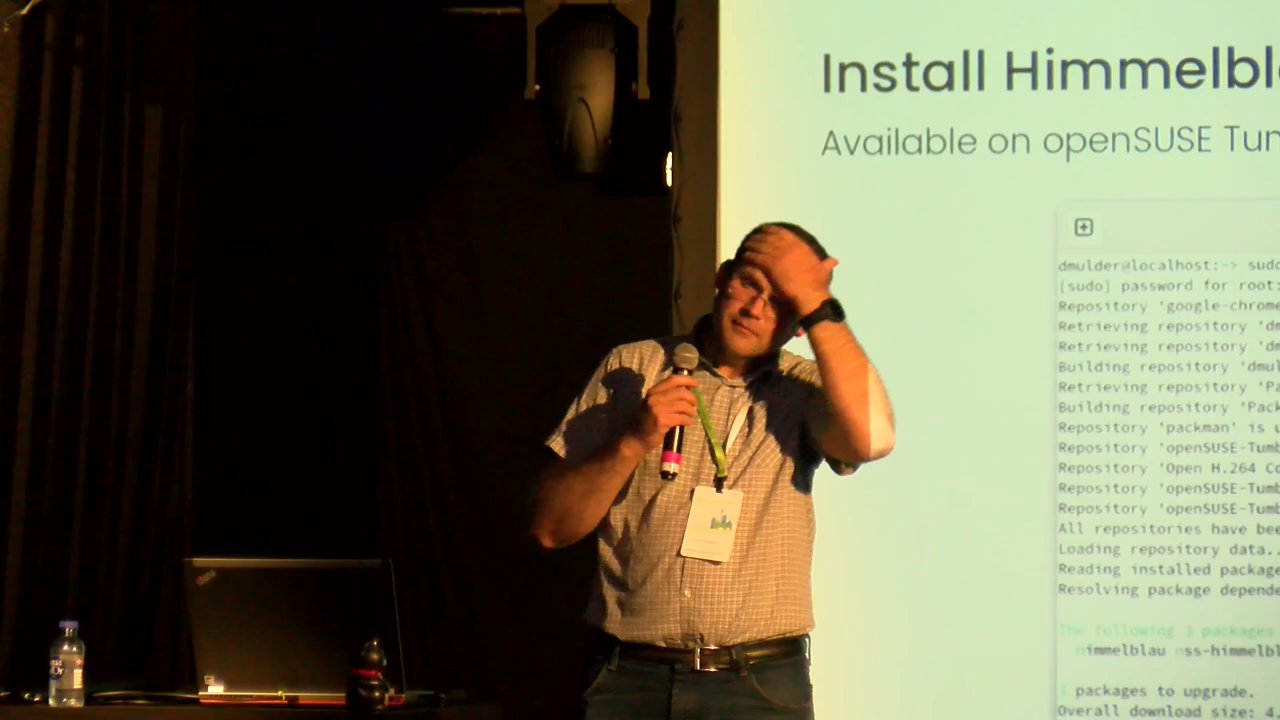 Install Himmelbl
Available on openSUSE Tum
dmulder@localhost:~> sudo
[sudo] password for root:
Repository 'google-chrome
Retrieving repository 'dm
Retrieving repository 'dm
Building repository 'dmul
Retrieving repository 'Pa
Building repository 'Pack
Repository 'packman' is u
Repository 'openSUSE-Tumb
Repository 'Open H.264 Co
Repository 'openSUSE-Tumb
Repository 'openSUSE-Tumb
All repositories have bee
Loading repository data..
Reading installed package
Resolving package depende
The following 3 packages
himmelblau nss-himmelbl
packages to upgrade.
Overall download size: 4.